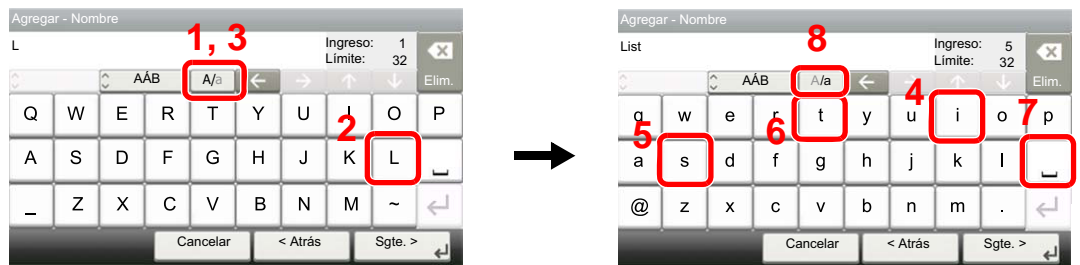 Agregar - Nombre
L
Ingreso: 1
Límite: 32
1, 3
AÁB
A/a
Elim.
Q W E R T Y U I O P
2
A S D F G H J K L
_ Z X C V B N M ~
Cancelar
< Atrás
Sgte. >
Agregar - Nombre
List
Ingreso: 5
Límite: 32
8
AÁB
A/a
Elim.
4
7
q w e r t y u i o p
5
6
a s d f g h j k l
@ z x c v b n m .
Cancelar
< Atrás
Sgte. >